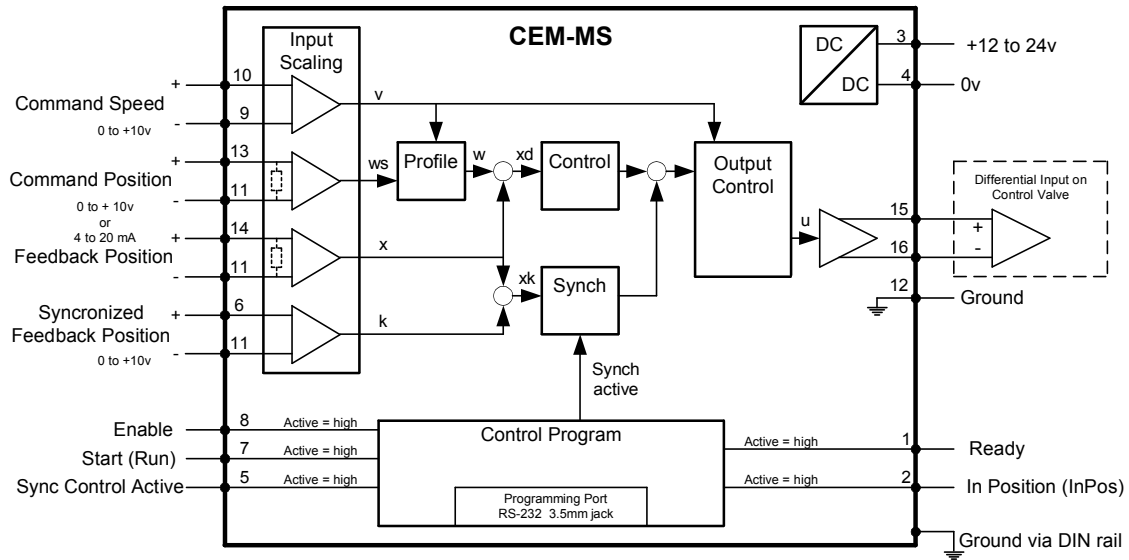 CEM-MS
Input
Scaling
DC
DC
3
+12 to 24v
4
0v
+
10
Command Speed
-
9
0 to +10v
v
+
13
Command Position
-
11
0 to + 10v
or
4 to 20 mA
ws
Profile
w
xd
Control
Output
Control
u
Differential Input on
Control Valve
15
+
16
-
12
Ground
+
14
Feedback Position
-
11
x
xk
Synch
+
6
Syncronized
Feedback Position
-
11
0 to +10v
k
Synch
active
Enable
8
Active = high
Start (Run)
7
Active = high
Sync Control Active
5
Active = high
Control Program
Programming Port
RS-232 3.5mm jack
Active = high
1
Ready
Active = high
2
In Position (InPos)
Ground via DIN rail